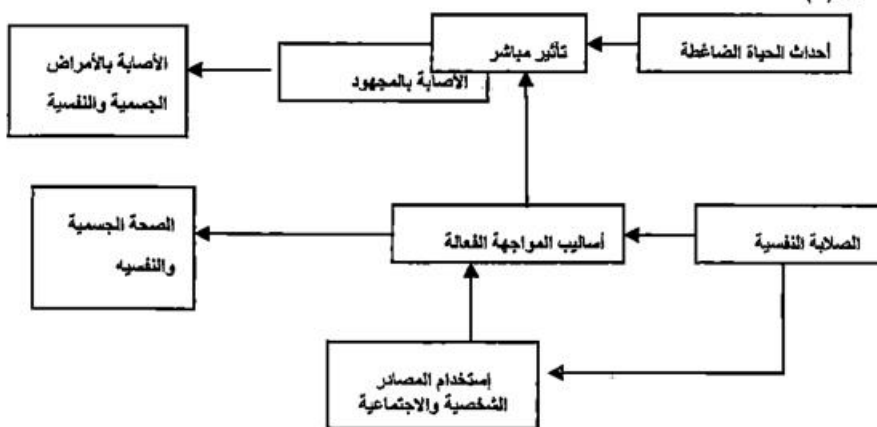 أحداث الحياة الضاغطة
تأثير مباشر
الأصابة بالمجهود
الأصابة بالأمراض
الجسمية والنفسية
الصلابة النفسية
أساليب المواجهة الفعالة
الصحة الجسمية
والنفسيه
إستخدام المصادر
الشخصية والاجتماعية